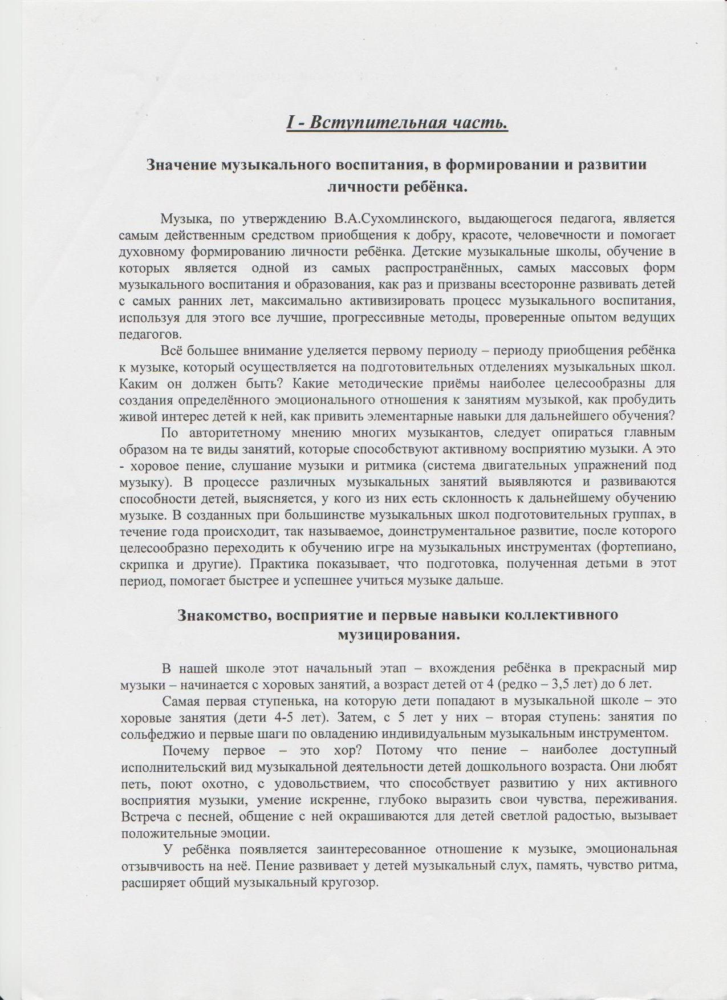 I - Вступительная часть.
Значение музыкального воспитания, в формировании и развитии
личности ребёнка.
Музыка, по утверждению В.А.Сухомлинского, выдающегося педагога, является
самым действенным средством приобщения к добру, красоте, человечности и помогает
духовному формированию личности ребёнка. Детские музыкальные школы, обучение в
которых является одной из самых распространённых, самых массовых форм
музыкального воспитания и образования, как раз и призваны всесторонне развивать детей
с самых ранних лет, максимально активизировать процесс музыкального воспитания,
используя для этого все лучшие, прогрессивные методы, проверенные опытом ведущих
педагогов.
Всё большее внимание уделяется первому периоду – периоду приобщения ребёнка
к музыке, который осуществляется на подготовительных отделениях музыкальных школ.
Каким он должен быть? Какие методические приёмы наиболее целесообразны для
создания определённого эмоционального отношения к занятиям музыкой, как пробудить
живой интерес детей к ней, как привить элементарные навыки для дальнейшего обучения?
По авторитетному мнению многих музыкантов, следует опираться главным
образом на те виды занятий, которые способствуют активному восприятию музыки. А это
- хоровое пение, слушание музыки и ритмика (система двигательных упражнений под
музыку). В процессе различных музыкальных занятий выявляются и развиваются
способности детей, выясняется, у кого из них есть склонность к дальнейшему обучению
музыке. В созданных при большинстве музыкальных школ подготовительных группах, в
течение года происходит, так называемое, доинструментальное развитие, после которого
целесообразно переходить к обучению игре на музыкальных инструментах (фортепиано,
скрипка и другие). Практика показывает, что подготовка, полученная детьми в этот
период, помогает быстрее и успешнее учиться музыке дальше.
Знакомство, восприятие и первые навыки коллективного
музицирования.
В нашей школе этот начальный этап – вхождения ребёнка в прекрасный мир
музыки – начинается с хоровых занятий, а возраст детей от 4 (редко – 3,5 лет) до 6 лет.
Самая первая ступенька, на которую дети попадают в музыкальной школе – это
хоровые занятия (дети 4-5 лет). Затем, с 5 лет у них – вторая ступень: занятия по
сольфеджио и первые шаги по овладению индивидуальным музыкальным инструментом.
Почему первое – это хор? Потому что пение – наиболее доступный
исполнительский вид музыкальной деятельности детей дошкольного возраста. Они любят
петь, поют охотно, с удовольствием, что способствует развитию у них активного
восприятия музыки, умение искренне, глубоко выразить свои чувства, переживания.
Встреча с песней, общение с ней окрашиваются для детей светлой радостью, вызывает
положительные эмоции.
У ребёнка появляется заинтересованное отношение к музыке, эмоциональная
отзывчивость на неё. Пение развивает у детей музыкальный слух, память, чувство ритма,
расширяет общий музыкальный кругозор.